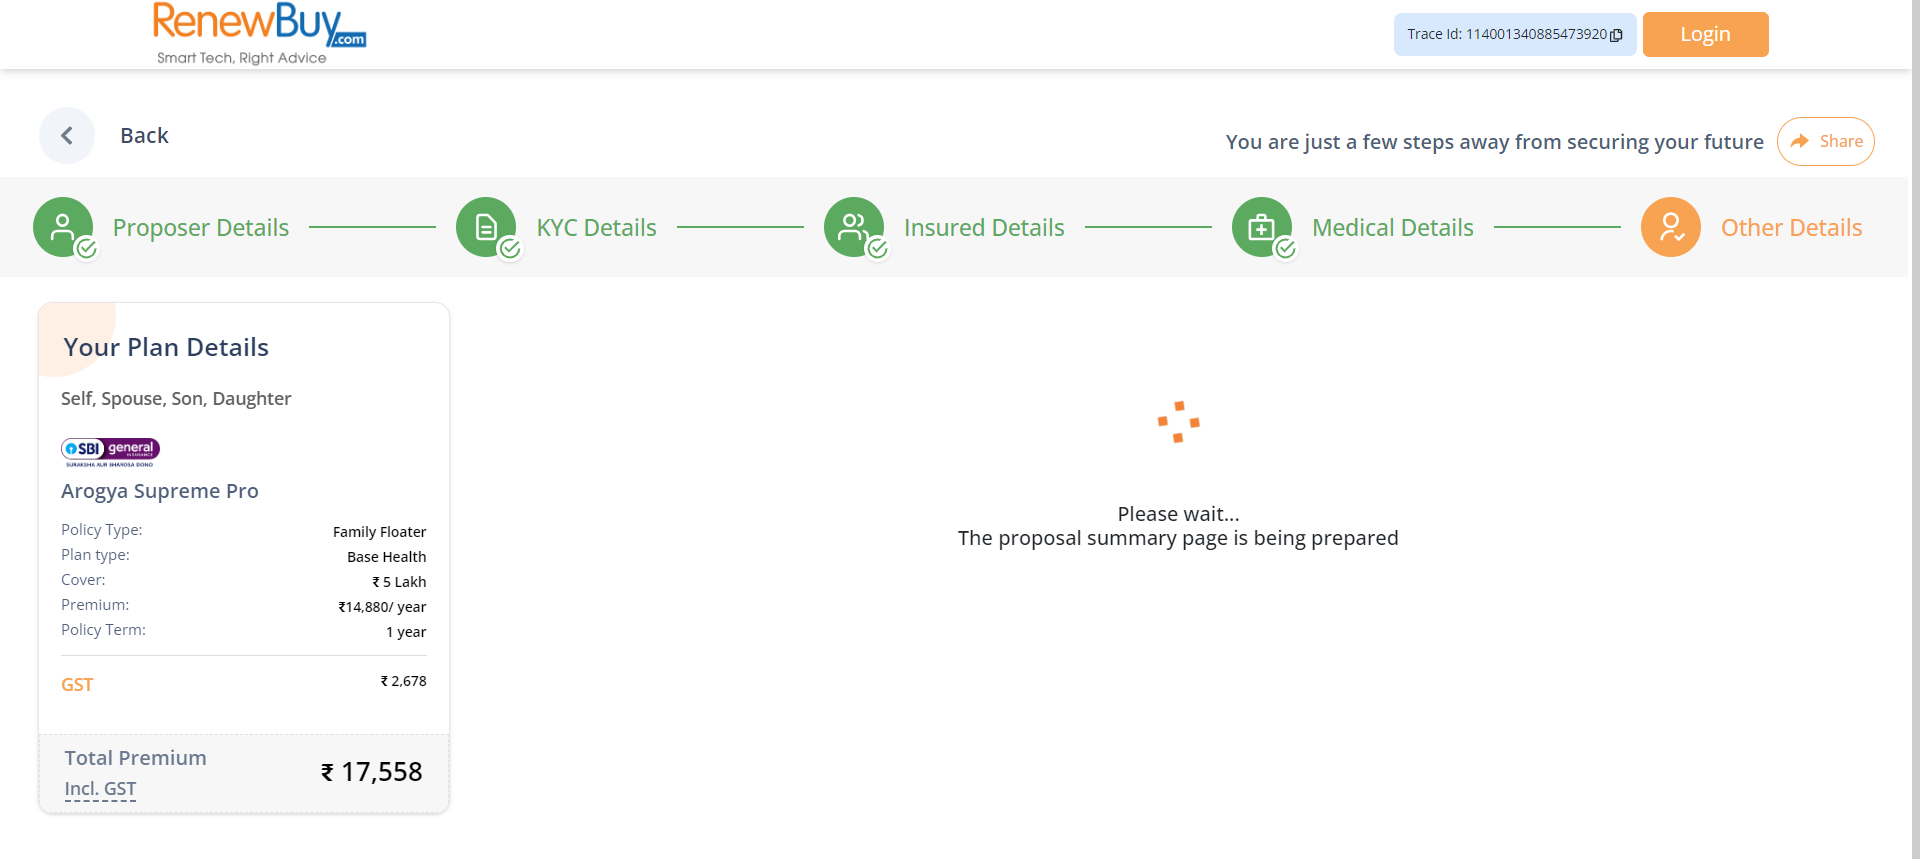 RenewBuy.com
Smart Tech, Right Advice
Trace Id: 114001340885473920
Login
Back
You are just a few steps away from securing your future
Share
Proposer Details
KYC Details
Insured Details
Medical Details
Other Details
Your Plan Details
Self, Spouse, Son, Daughter
SBI general
INSURANCE
SURAKSHA AUR BHAROSA DONO
Arogya Supreme Pro
Policy Type: Family Floater
Plan type: Base Health
Cover: ₹ 5 Lakh
Premium: ₹14,880/ year
Policy Term: 1 year
GST ₹ 2,678
Total Premium
Incl. GST
₹ 17,558
Please wait...
The proposal summary page is being prepared